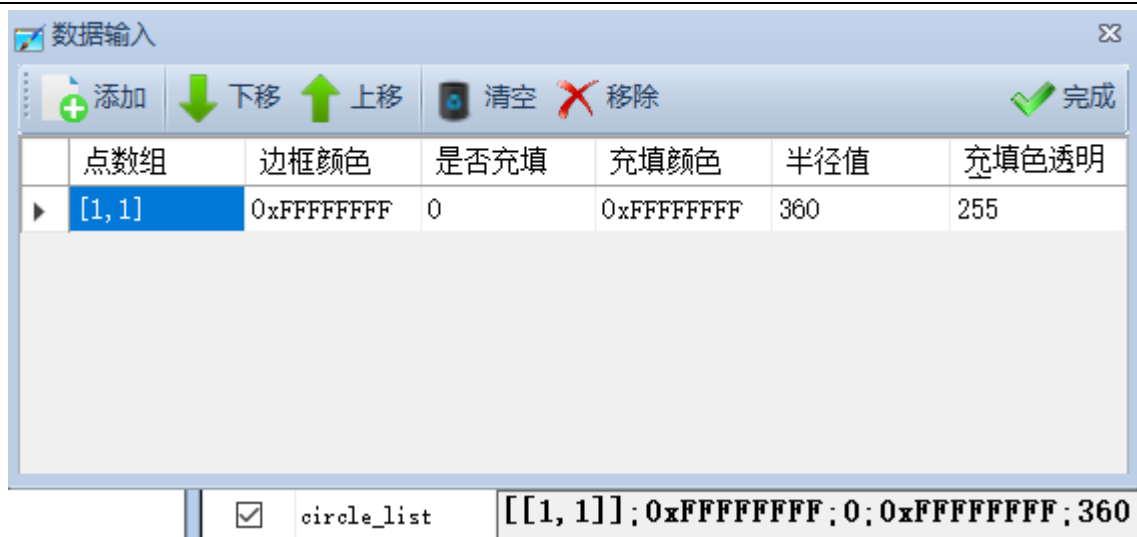 数据输入
添加 下移 上移 清空 移除 完成
点数组 边框颜色 是否充填 充填颜色 半径值 充填色透明
[1,1] 0xFFFFFFFF 0 0xFFFFFFFF 360 255
circle_list [[1,1]];0xFFFFFFFF;0;0xFFFFFFFF;360